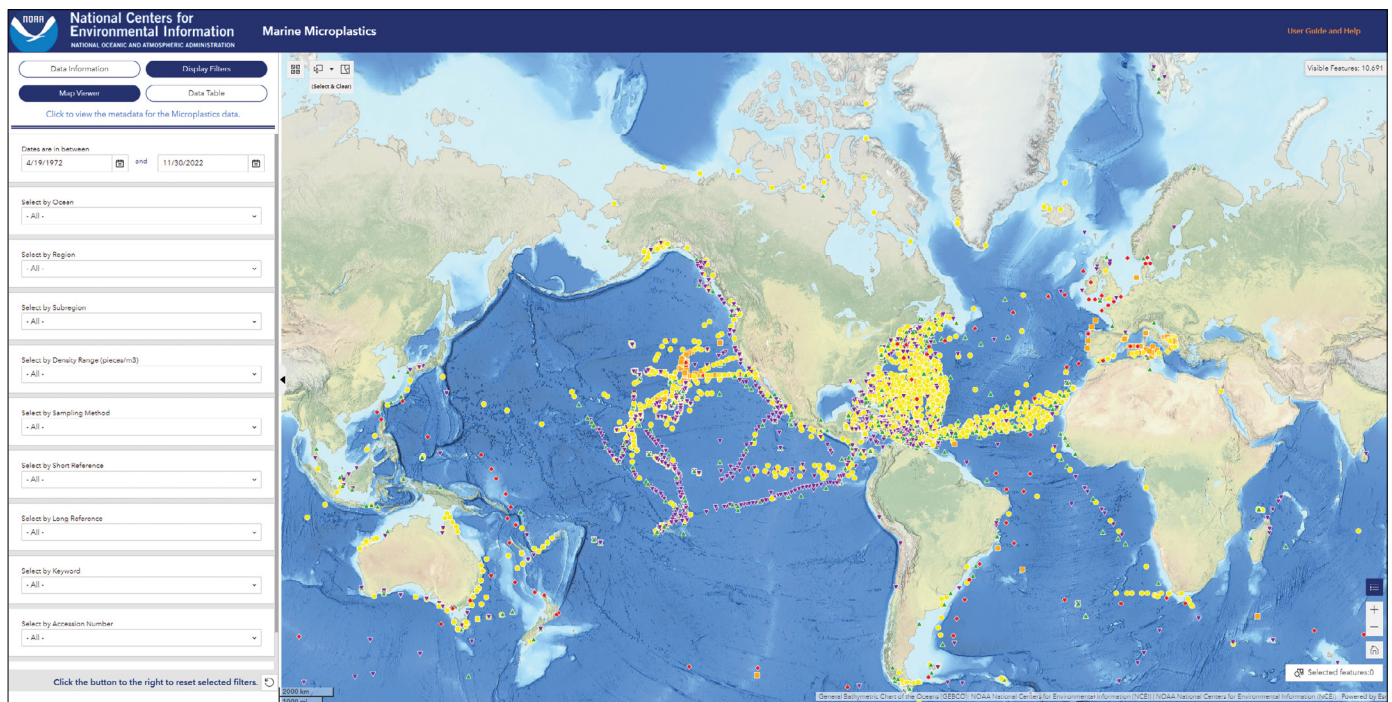 NOAA
National Centers for
Environmental Information
NATIONAL OCEANIC AND ATMOSPHERIC ADMINISTRATION
Marine Microplastics
User Guide and Help
Data Information
Display Filters
Map Viewer
Data Table
Click to view the metadata for the Microplastics data.
(Select & Clear)
Visible Features: 10,691
Dates are in between
4/19/1972 and 11/30/2022
Select by Ocean
- All -
Select by Region
- All -
Select by Subregion
- All -
Select by Density Range (pieces/m3)
- All -
Select by Sampling Method
- All -
Select by Short Reference
- All -
Select by Long Reference
- All -
Select by Keyword
- All -
Select by Accession Number
- All -
Click the button to the right to reset selected filters.
Selected features:0
2000 km
1000 mi
General Bathymetric Chart of the Oceans (GEBCO); NOAA National Centers for Environmental Information (NCEI) | NOAA National Centers for Environmental Information (NCEI) | Powered by Esri